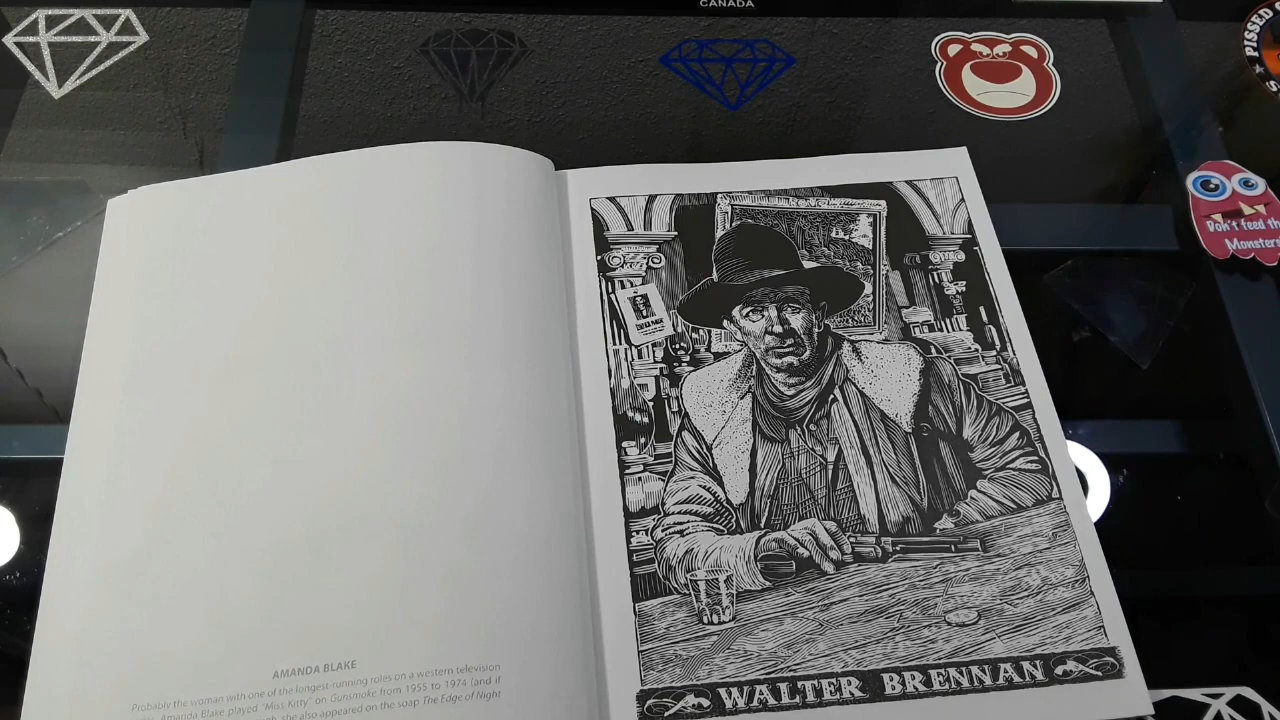 CANADA
PISSED
Don't feed the
Monsters
AMANDA BLAKE
Probably the woman with one of the longest-running roles on a western television
Amanda Blake played "Miss Kitty" on Gunsmoke from 1955 to 1974 (and if
she also appeared on the soap The Edge of Night
WALTER BRENNAN